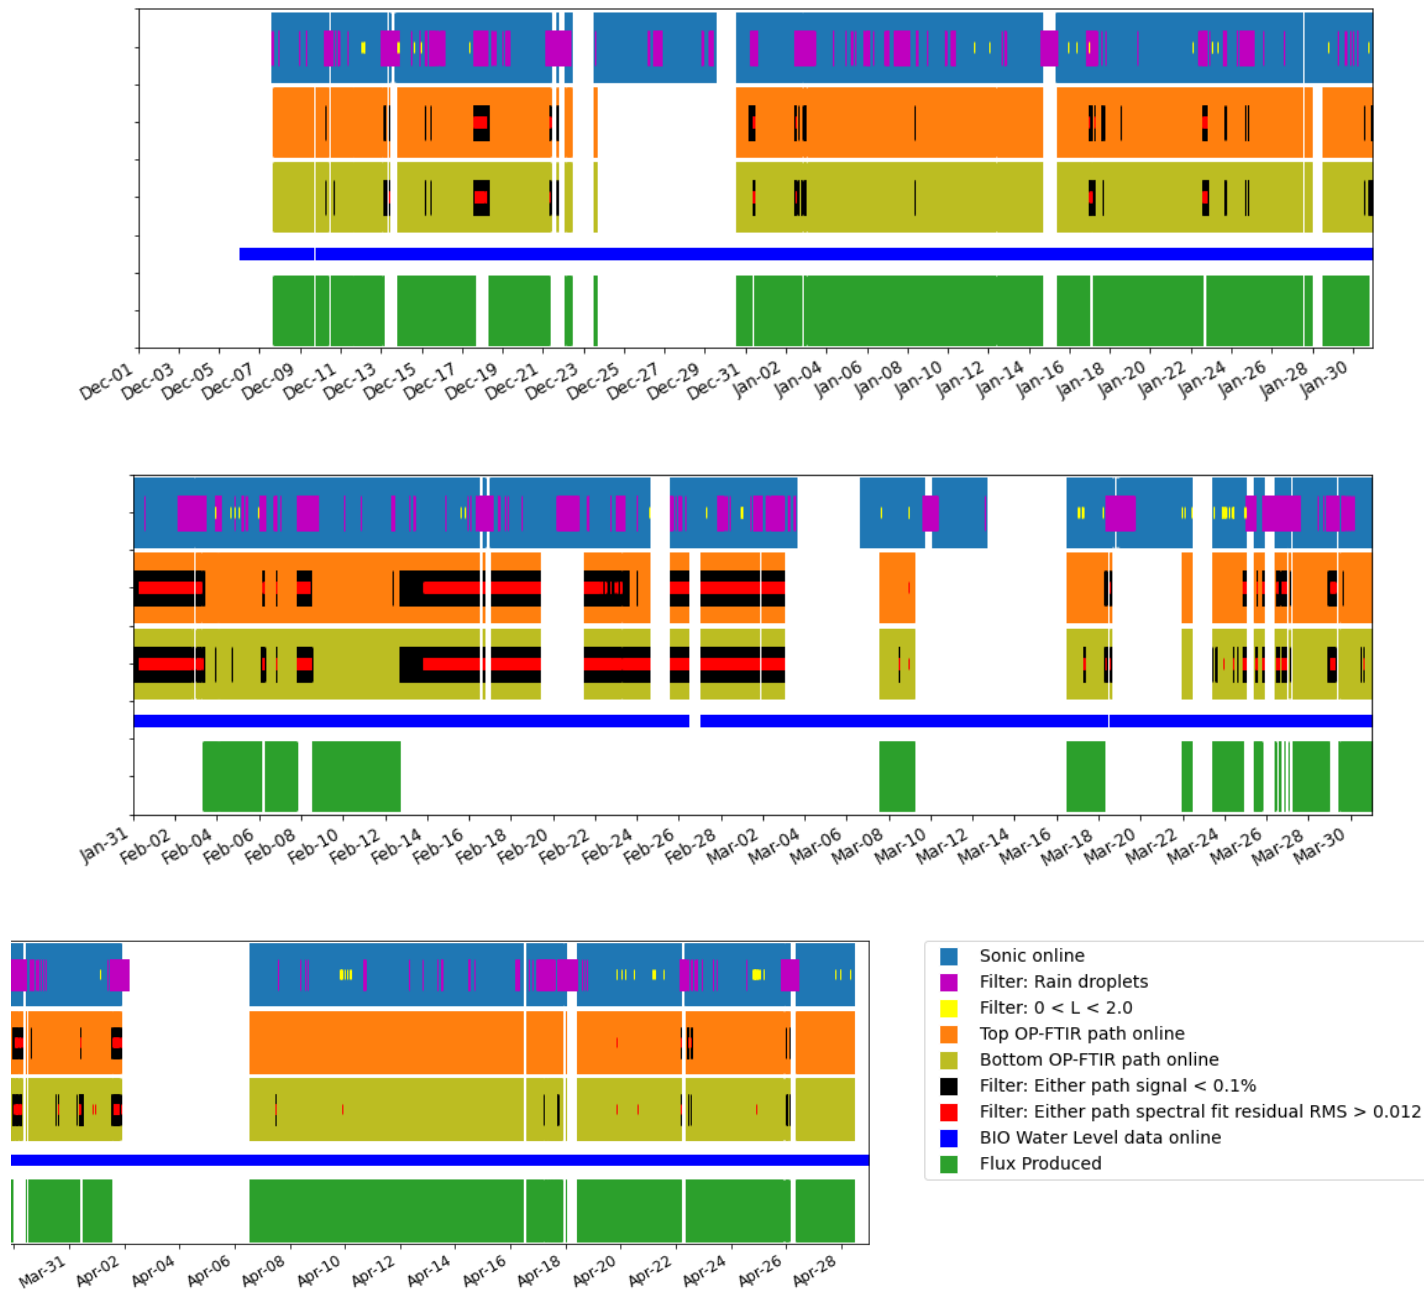 Dec-01 Dec-03 Dec-05 Dec-07 Dec-09 Dec-11 Dec-13 Dec-15 Dec-17 Dec-19 Dec-21 Dec-23 Dec-25 Dec-27 Dec-29 Dec-31 Jan-02 Jan-04 Jan-06 Jan-08 Jan-10 Jan-12 Jan-14 Jan-16 Jan-18 Jan-20 Jan-22 Jan-24 Jan-26 Jan-28 Jan-30
Jan-31 Feb-02 Feb-04 Feb-06 Feb-08 Feb-10 Feb-12 Feb-14 Feb-16 Feb-18 Feb-20 Feb-22 Feb-24 Feb-26 Feb-28 Mar-02 Mar-04 Mar-06 Mar-08 Mar-10 Mar-12 Mar-14 Mar-16 Mar-18 Mar-20 Mar-22 Mar-24 Mar-26 Mar-28 Mar-30
Sonic online
Filter: Rain droplets
Filter: 0 < L < 2.0
Top OP-FTIR path online
Bottom OP-FTIR path online
Filter: Either path signal < 0.1%
Filter: Either path spectral fit residual RMS > 0.012
BIO Water Level data online
Flux Produced
Mar-31 Apr-02 Apr-04 Apr-06 Apr-08 Apr-10 Apr-12 Apr-14 Apr-16 Apr-18 Apr-20 Apr-22 Apr-24 Apr-26 Apr-28